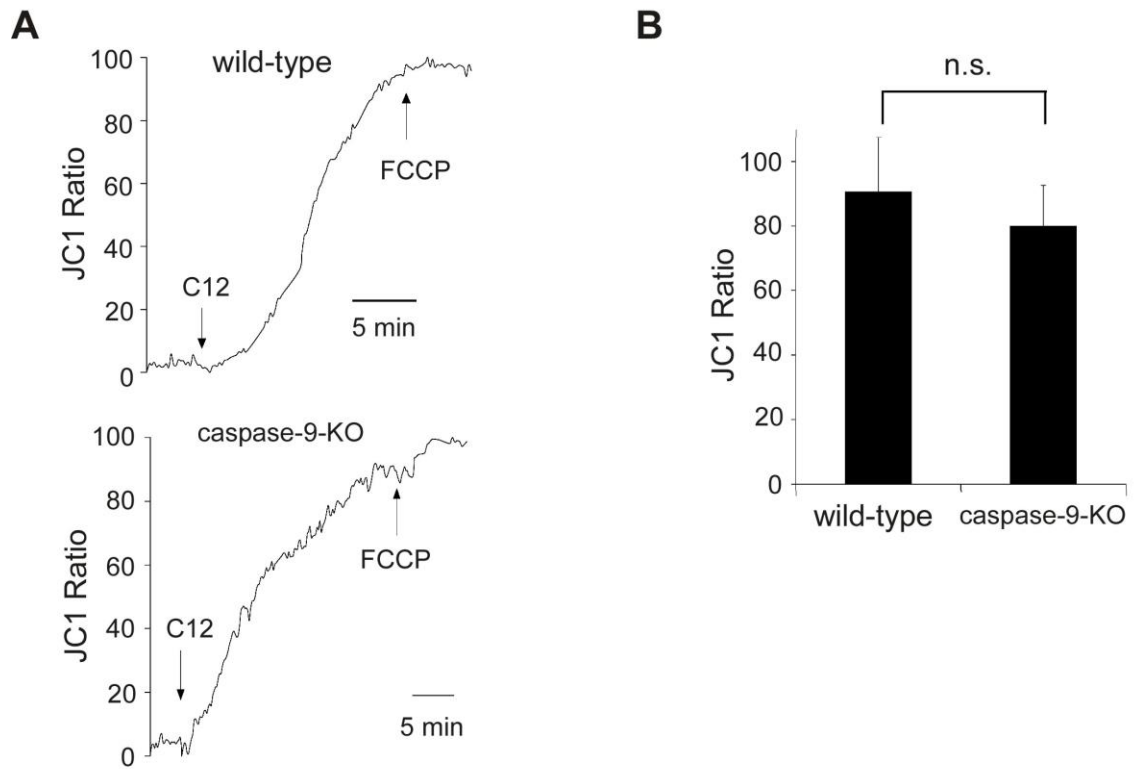 A
wild-type
100
80
60
40
20
0
JC1 Ratio
C12
FCCP
5 min
caspase-9-KO
100
80
60
40
20
0
JC1 Ratio
C12
FCCP
5 min
B
n.s.
100
80
60
40
20
0
JC1 Ratio
wild-type
caspase-9-KO